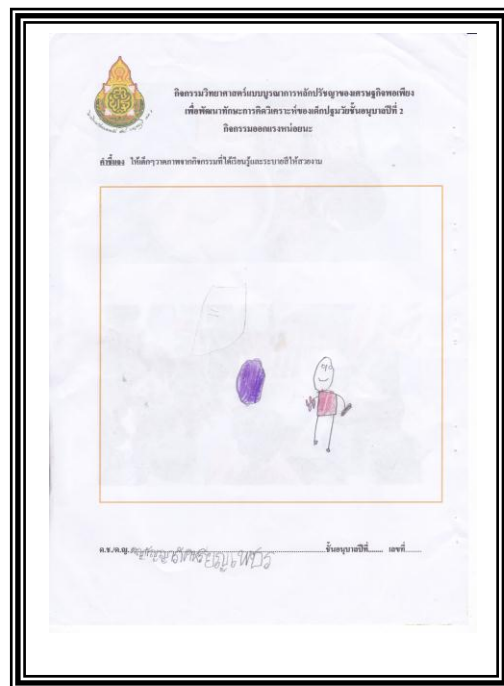 กิจกรรมวิทยาศาสตร์แบบบูรณาการหลักปรัชญาของเศรษฐกิจพอเพียง
เพื่อพัฒนาทักษะการคิดวิเคราะห์ของเด็กปฐมวัยชั้นอนุบาลปีที่ 2
กิจกรรมออกแรงหน่อยนะ
คำชี้แจง ให้เด็กๆวาดภาพจากกิจกรรมที่ได้เรียนรู้และระบายสีให้สวยงาม
ด.ช./ด.ญ. ชั้นอนุบาลปีที่....... เลขที่.......